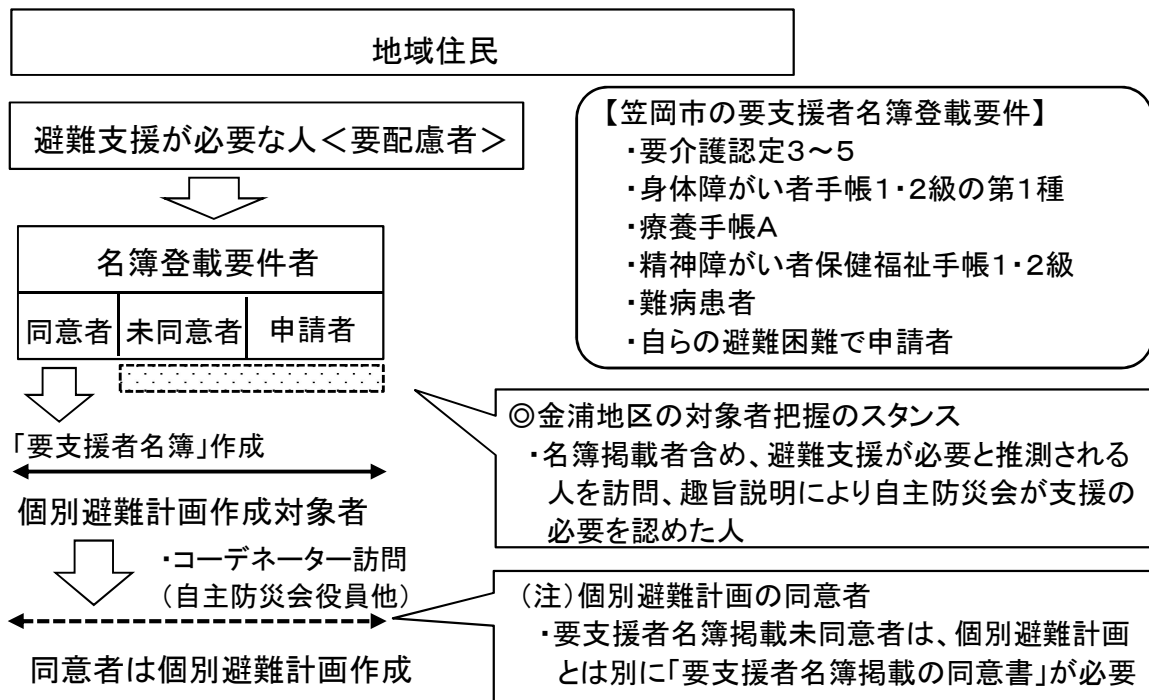 地域住民
避難支援が必要な人＜要配慮者＞
名簿登載要件者
同意者 未同意者 申請者
「要支援者名簿」作成
個別避難計画作成対象者
・コーデネーター訪問
（自主防災会役員他）
同意者は個別避難計画作成
【笠岡市の要支援者名簿登載要件】
・要介護認定３～５
・身体障がい者手帳１・２級の第１種
・療養手帳A
・精神障がい者保健福祉手帳１・２級
・難病患者
・自らの避難困難で申請者
◎金浦地区の対象者把握のスタンス
・名簿掲載者含め、避難支援が必要と推測される
人を訪問、趣旨説明により自主防災会が支援の
必要を認めた人
（注）個別避難計画の同意者
・要支援者名簿掲載未同意者は、個別避難計画
とは別に「要支援者名簿掲載の同意書」が必要